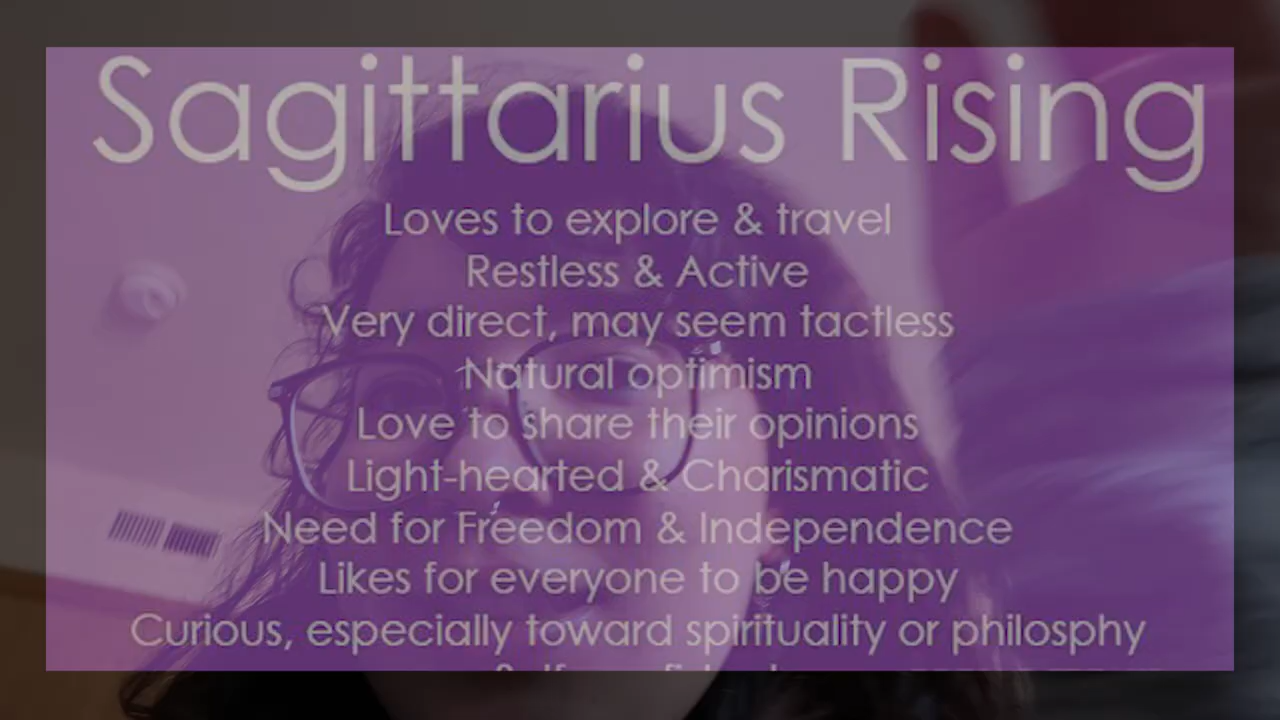 Sagittarius Rising
Loves to explore & travel
Restless & Active
Very direct, may seem tactless
Natural optimism
Love to share their opinions
Light-hearted & Charismatic
Need for Freedom & Independence
Likes for everyone to be happy
Curious, especially toward spirituality or philosphy